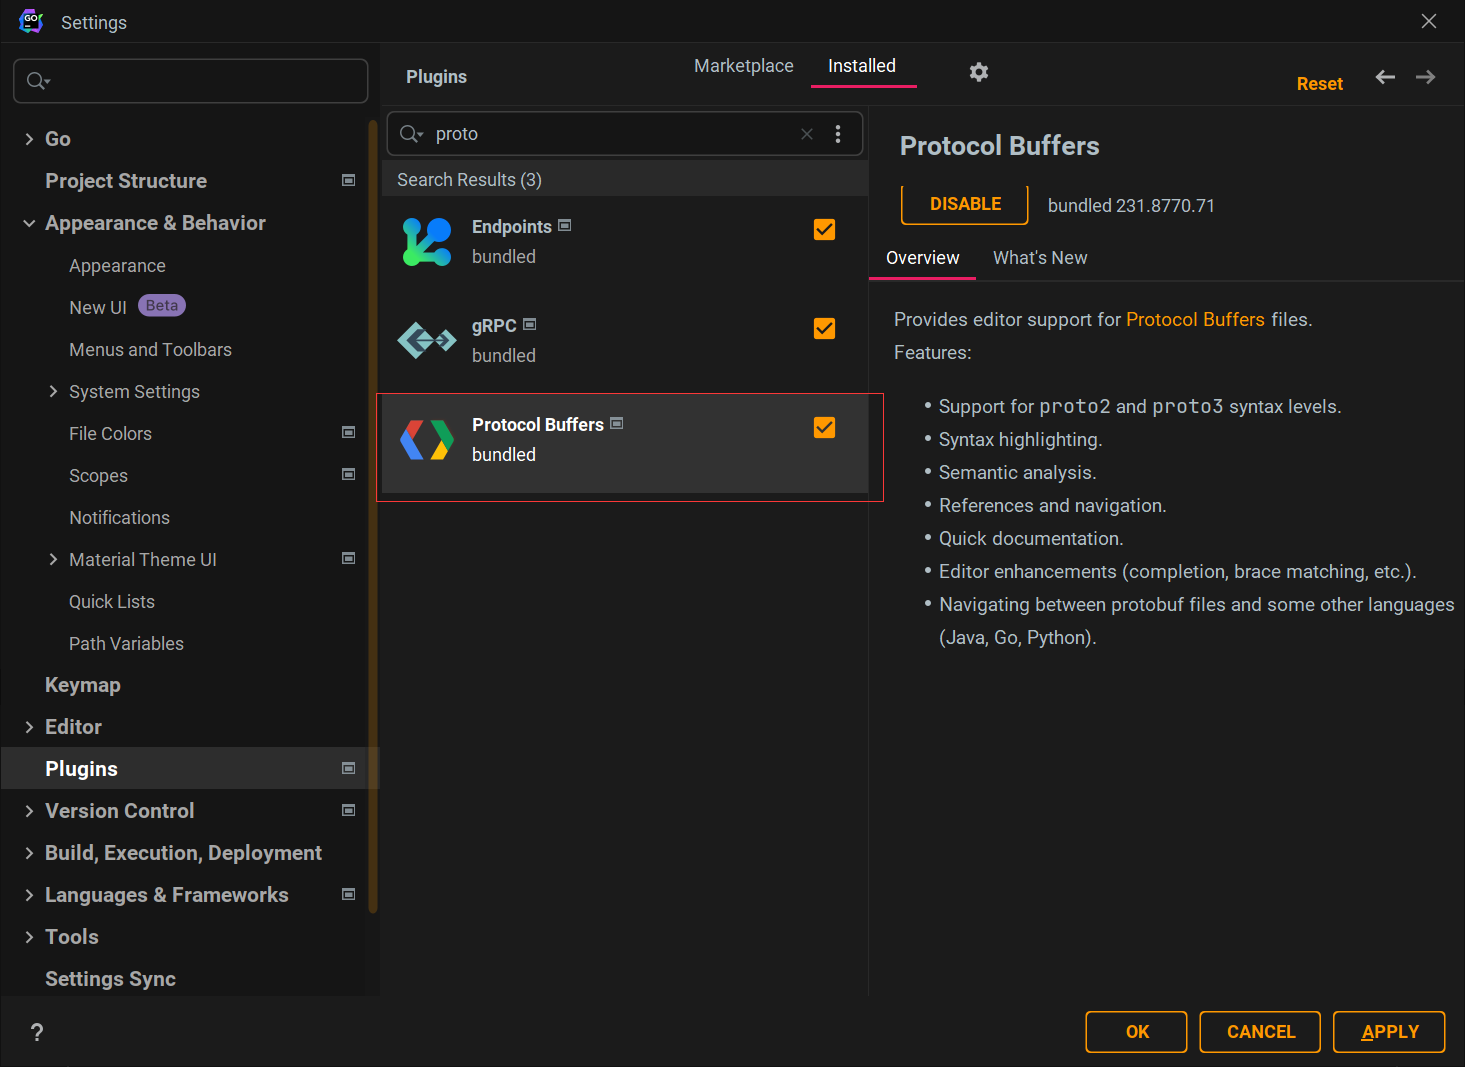 GO
Settings
Go
Project Structure
Appearance & Behavior
Appearance
New UI Beta
Menus and Toolbars
System Settings
File Colors
Scopes
Notifications
Material Theme UI
Quick Lists
Path Variables
Keymap
Editor
Plugins
Version Control
Build, Execution, Deployment
Languages & Frameworks
Tools
Settings Sync
?
Plugins
Marketplace
Installed
Reset
proto
Search Results (3)
Endpoints
bundled
gRPC
bundled
Protocol Buffers
bundled
Protocol Buffers
DISABLE
bundled 231.8770.71
Overview
What's New
Provides editor support for Protocol Buffers files.
Features:
• Support for proto2 and proto3 syntax levels.
• Syntax highlighting.
• Semantic analysis.
• References and navigation.
• Quick documentation.
• Editor enhancements (completion, brace matching, etc.).
• Navigating between protobuf files and some other languages
(Java, Go, Python).
OK
CANCEL
APPLY